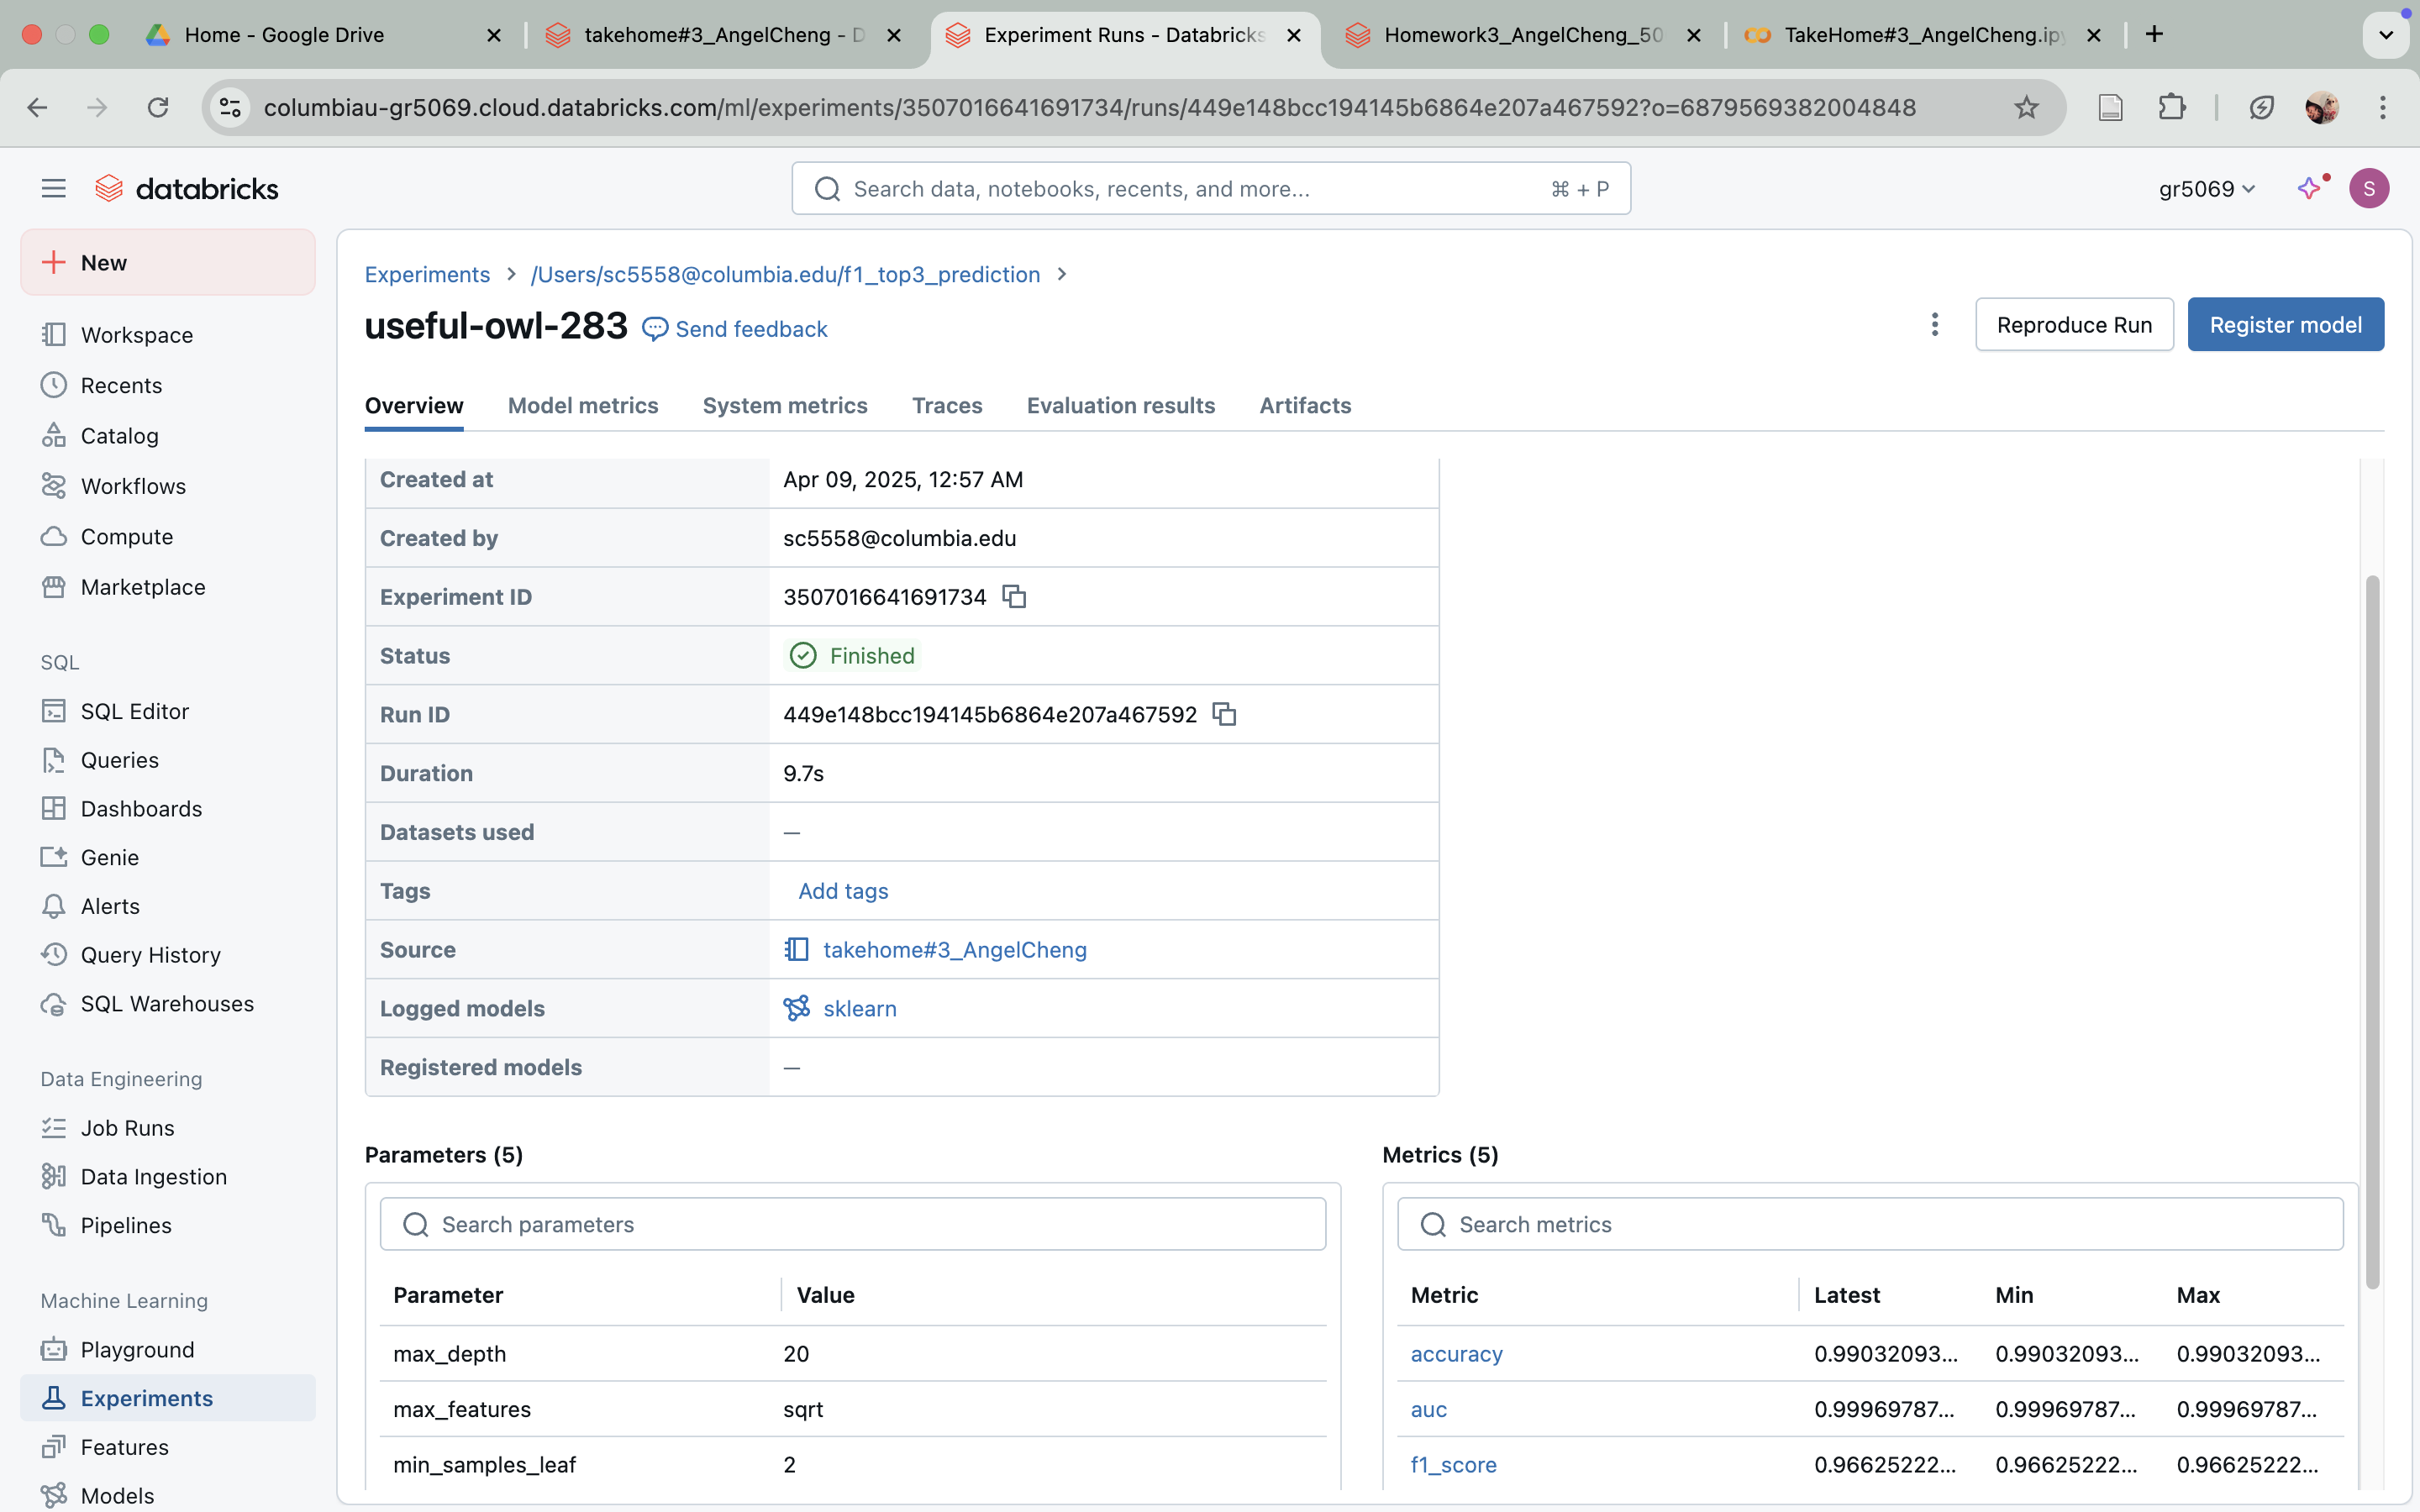 Home - Google Drive
takehome#3_AngelCheng - D
Experiment Runs - Databricks
Homework3_AngelCheng_50
TakeHome#3_AngelCheng.ipy
columbiau-gr5069.cloud.databricks.com/ml/experiments/3507016641691734/runs/449e148bcc194145b6864e207a467592?o=6879569382004848
databricks
Search data, notebooks, recents, and more...
⌘ + P
gr5069
S
New
Workspace
Recents
Catalog
Workflows
Compute
Marketplace
SQL
SQL Editor
Queries
Dashboards
Genie
Alerts
Query History
SQL Warehouses
Data Engineering
Job Runs
Data Ingestion
Pipelines
Machine Learning
Playground
Experiments
Features
Models
Experiments > /Users/sc5558@columbia.edu/f1_top3_prediction >
useful-owl-283
Send feedback
Reproduce Run
Register model
Overview
Model metrics
System metrics
Traces
Evaluation results
Artifacts
Created at Apr 09, 2025, 12:57 AM
Created by sc5558@columbia.edu
Experiment ID 3507016641691734
Status Finished
Run ID 449e148bcc194145b6864e207a467592
Duration 9.7s
Datasets used —
Tags Add tags
Source takehome#3_AngelCheng
Logged models sklearn
Registered models —
Parameters (5)
Search parameters
Parameter Value
max_depth 20
max_features sqrt
min_samples_leaf 2
Metrics (5)
Search metrics
Metric Latest Min Max
accuracy 0.99032093... 0.99032093... 0.99032093...
auc 0.99969787... 0.99969787... 0.99969787...
f1_score 0.96625222... 0.96625222... 0.96625222...